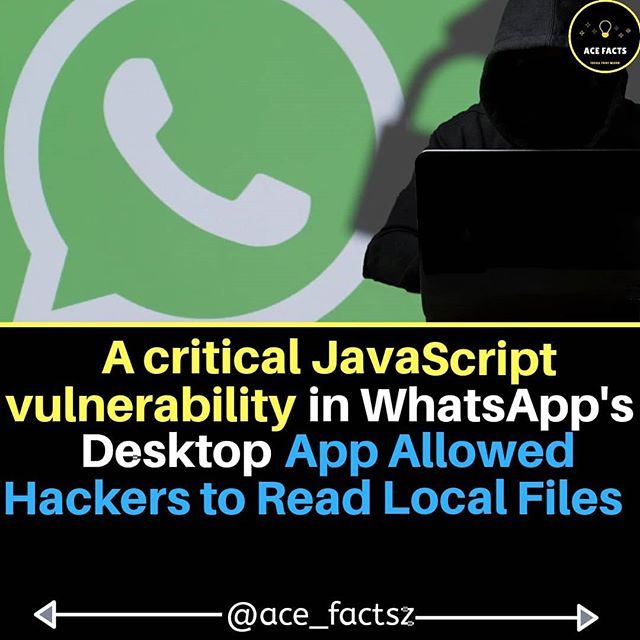 ACE FACTS
A critical JavaScript
vulnerability in WhatsApp's
Desktop App Allowed
Hackers to Read Local Files
@ace_factsz